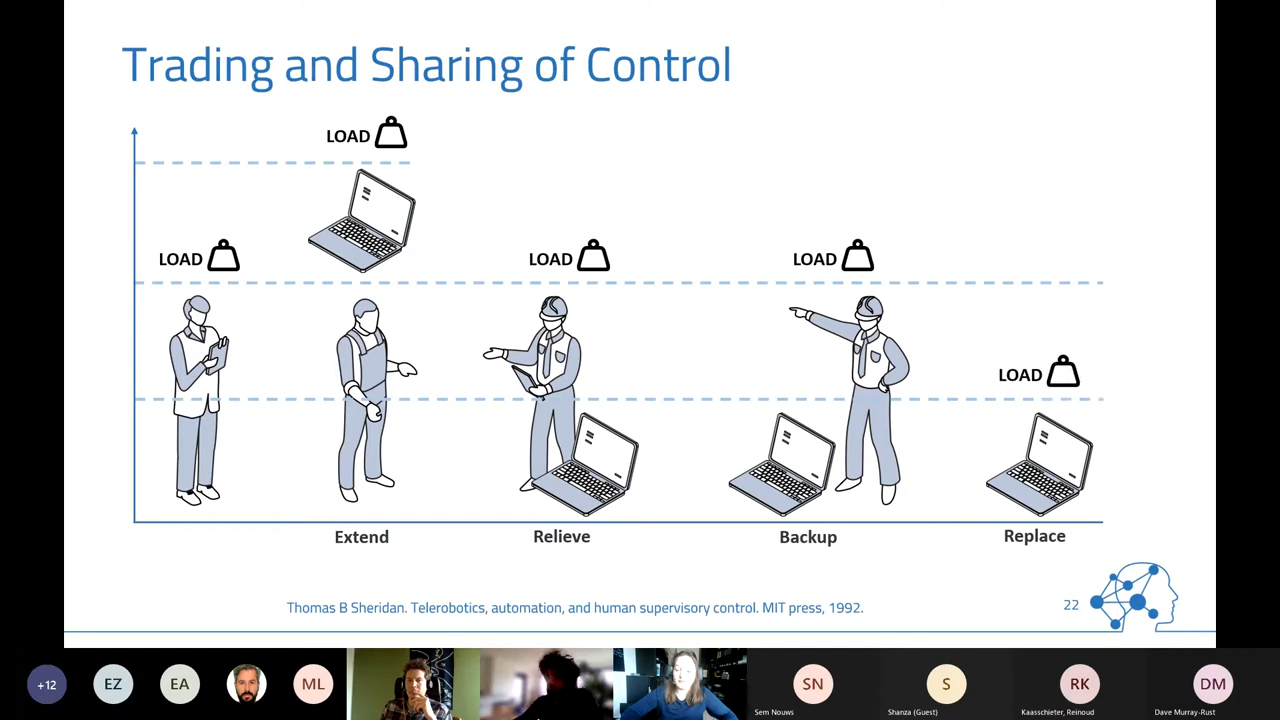 Trading and Sharing of Control
LOAD
LOAD
LOAD
LOAD
LOAD
Extend
Relieve
Backup
Replace
Thomas B Sheridan. Telerobotics, automation, and human supervisory control. MIT press, 1992.
22
+12
EZ
EA
ML
SN
S
RK
DM
Sem Nouws
Shanza (Guest)
Kaasschieter, Reinoud
Dave Murray-Rust